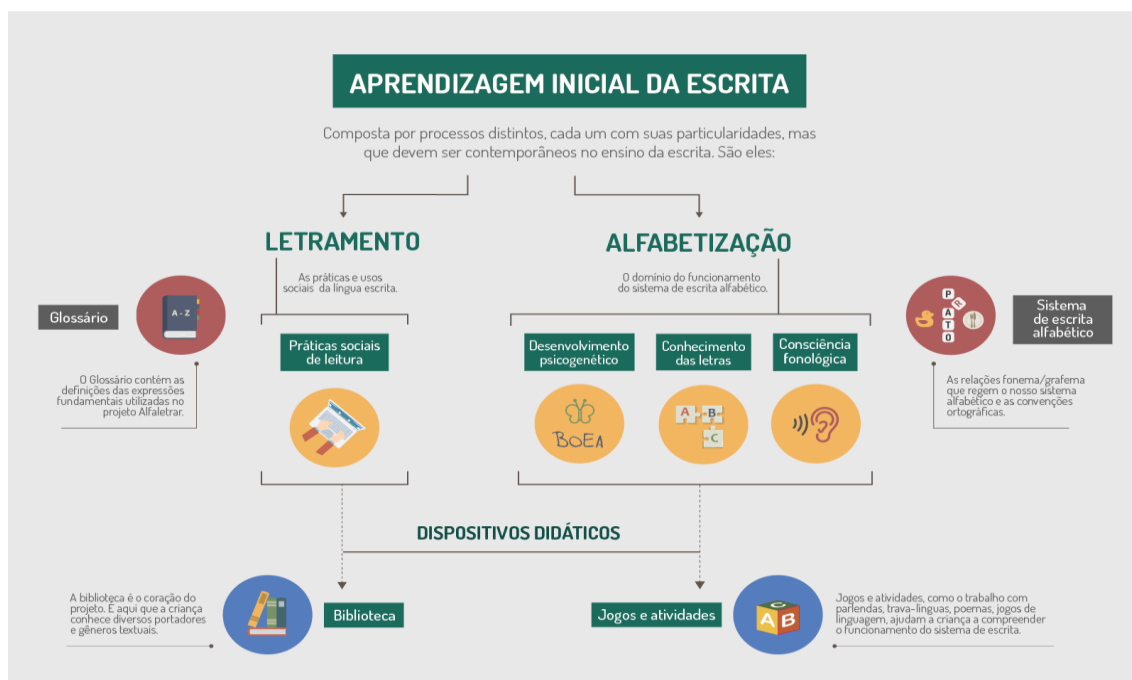 APRENDIZAGEM INICIAL DA ESCRITA
Composta por processos distintos, cada um com suas particularidades, mas
que devem ser contemporâneos no ensino da escrita. São eles:
LETRAMENTO
As práticas e usos
sociais da língua escrita.
ALFABETIZAÇÃO
O domínio do funcionamento
do sistema de escrita alfabético.
Glossário
A - Z
O Glossário contém as
definições das expressões
fundamentais utilizadas no
projeto Alfaletrar.
Práticas sociais
de leitura
Desenvolvimento
psicogenético
BOEA
Conhecimento
das letras
A B
C
Consciência
fonológica
P
R
A
T
O
Sistema
de escrita
alfabético
As relações fonema/grafema
que regem o nosso sistema
alfabético e as convenções
ortográficas.
DISPOSITIVOS DIDÁTICOS
A biblioteca é o coração do
projeto. É aqui que a criança
conhece diversos portadores
e gêneros textuais.
Biblioteca
Jogos e atividades
C
A B
Jogos e atividades, como o trabalho com
parlendas, trava-línguas, poemas, jogos de
linguagem, ajudam a criança a compreender
o funcionamento do sistema de escrita.